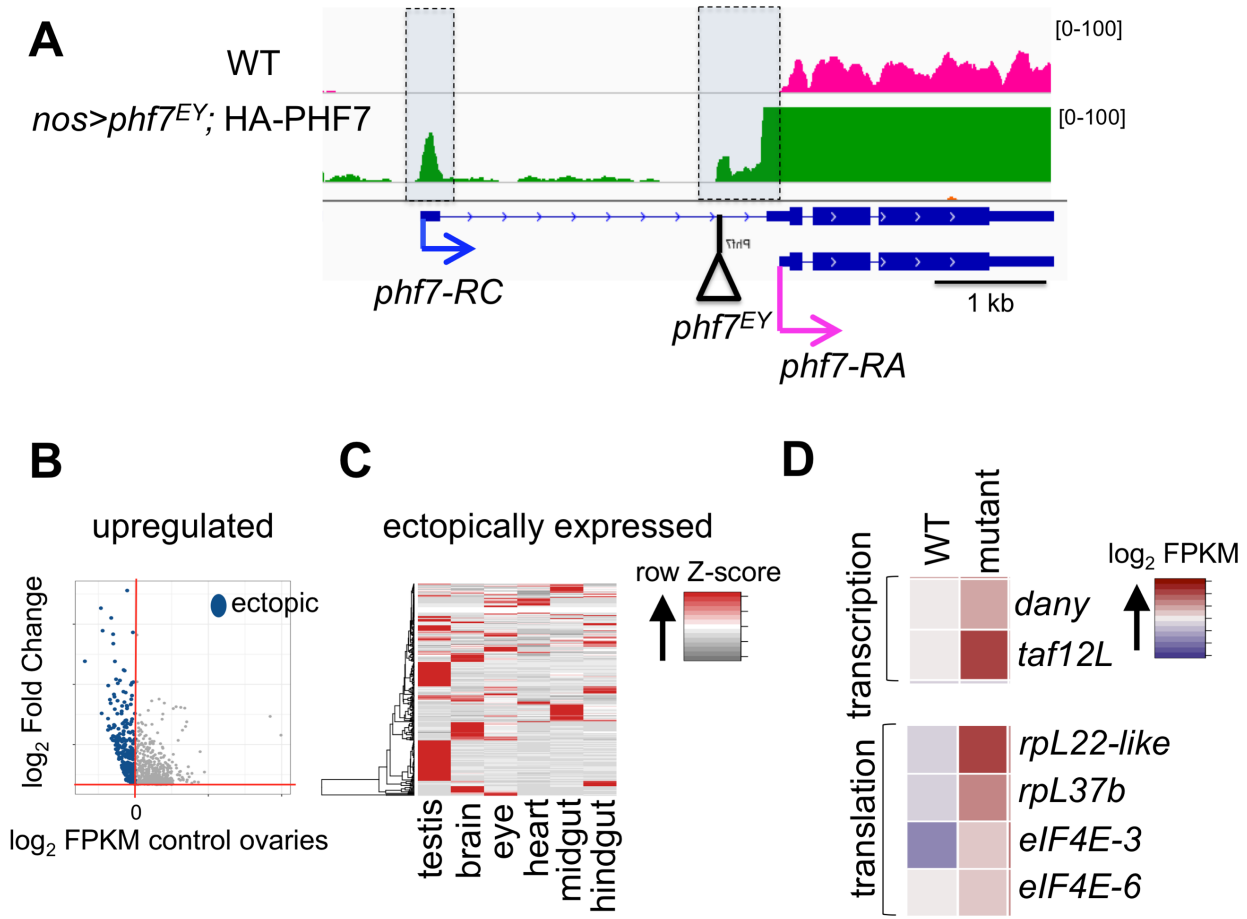 A
WT
[0-100]
nos>phf7EY; HA-PHF7
[0-100]
Phf7
phf7-RC
phf7EY
1 kb
phf7-RA
B
upregulated
ectopic
log2 Fold Change
0
log2 FPKM control ovaries
C
ectopically expressed
row Z-score
testis
brain
eye
heart
midgut
hindgut
D
WT
mutant
log2 FPKM
transcription
dany
taf12L
translation
rpL22-like
rpL37b
eIF4E-3
eIF4E-6